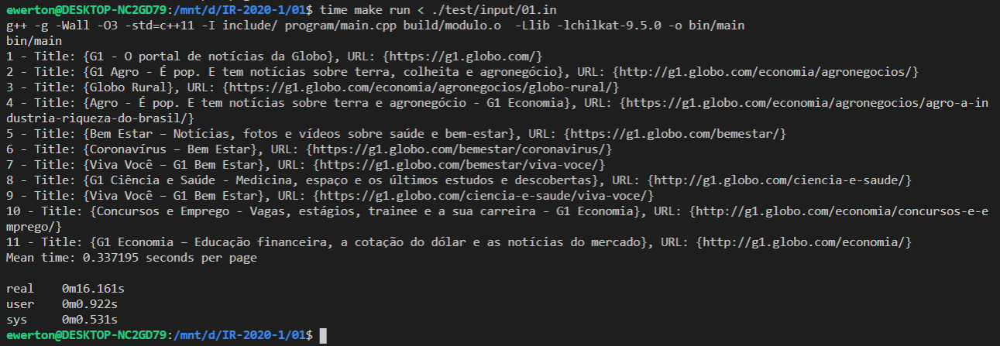 ewerton@DESKTOP-NC2GD79:/mnt/d/IR-2020-1/01$ time make run < ./test/input/01.in
g++ -g -Wall -O3 -std=c++11 -I include/ program/main.cpp build/modulo.o  -Llib -lchilkat-9.5.0 -o bin/main
bin/main
1 - Title: {G1 - O portal de notícias da Globo}, URL: {https://g1.globo.com/}
2 - Title: {G1 Agro - É pop. E tem notícias sobre terra, colheita e agronegócio}, URL: {http://g1.globo.com/economia/agronegocios/}
3 - Title: {Globo Rural}, URL: {https://g1.globo.com/economia/agronegocios/globo-rural/}
4 - Title: {Agro - É pop. E tem notícias sobre terra e agronegócio - G1 Economia}, URL: {https://g1.globo.com/economia/agronegocios/agro-a-in
dustria-riqueza-do-brasil/}
5 - Title: {Bem Estar – Notícias, fotos e vídeos sobre saúde e bem-estar}, URL: {https://g1.globo.com/bemestar/}
6 - Title: {Coronavírus – Bem Estar}, URL: {https://g1.globo.com/bemestar/coronavirus/}
7 - Title: {Viva Você – G1 Bem Estar}, URL: {https://g1.globo.com/bemestar/viva-voce/}
8 - Title: {G1 Ciência e Saúde - Medicina, espaço e os últimos estudos e descobertas}, URL: {http://g1.globo.com/ciencia-e-saude/}
9 - Title: {Viva Você – G1 Bem Estar}, URL: {https://g1.globo.com/ciencia-e-saude/viva-voce/}
10 - Title: {Concursos e Emprego - Vagas, estágios, trainee e a sua carreira - G1 Economia}, URL: {http://g1.globo.com/economia/concursos-e-e
mprego/}
11 - Title: {G1 Economia – Educação financeira, a cotação do dólar e as notícias do mercado}, URL: {http://g1.globo.com/economia/}
Mean time: 0.337195 seconds per page
real    0m16.161s
user    0m0.922s
sys     0m0.531s
ewerton@DESKTOP-NC2GD79:/mnt/d/IR-2020-1/01$